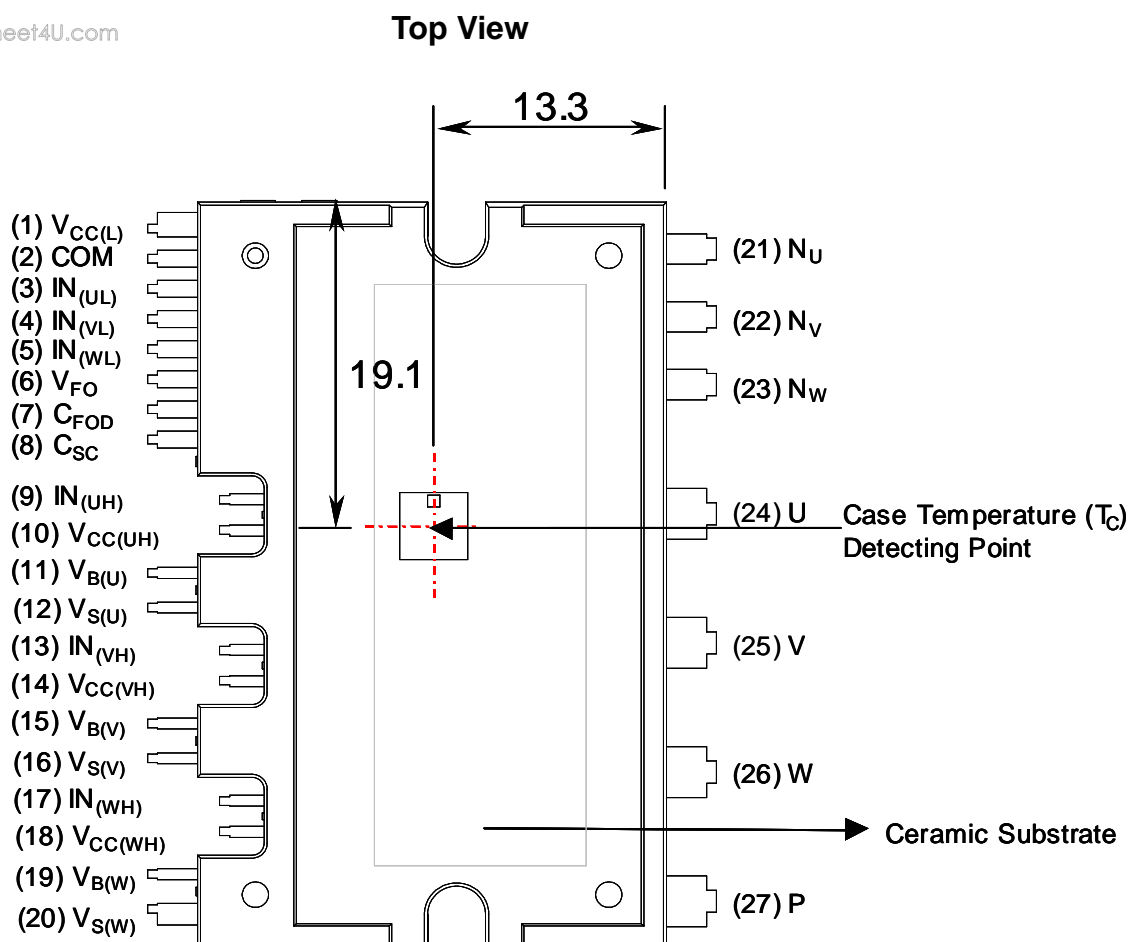 eet4U.com
Top View
13.3
19.1
(1) VCC(L)
(2) COM
(3) IN(UL)
(4) IN(VL)
(5) IN(WL)
(6) VFO
(7) CFOD
(8) CSC
(9) IN(UH)
(10) VCC(UH)
(11) VB(U)
(12) VS(U)
(13) IN(VH)
(14) VCC(VH)
(15) VB(V)
(16) VS(V)
(17) IN(WH)
(18) VCC(WH)
(19) VB(W)
(20) VS(W)
(21) NU
(22) NV
(23) NW
(24) U
(25) V
(26) W
(27) P
Case Temperature (TC)
Detecting Point
Ceramic Substrate